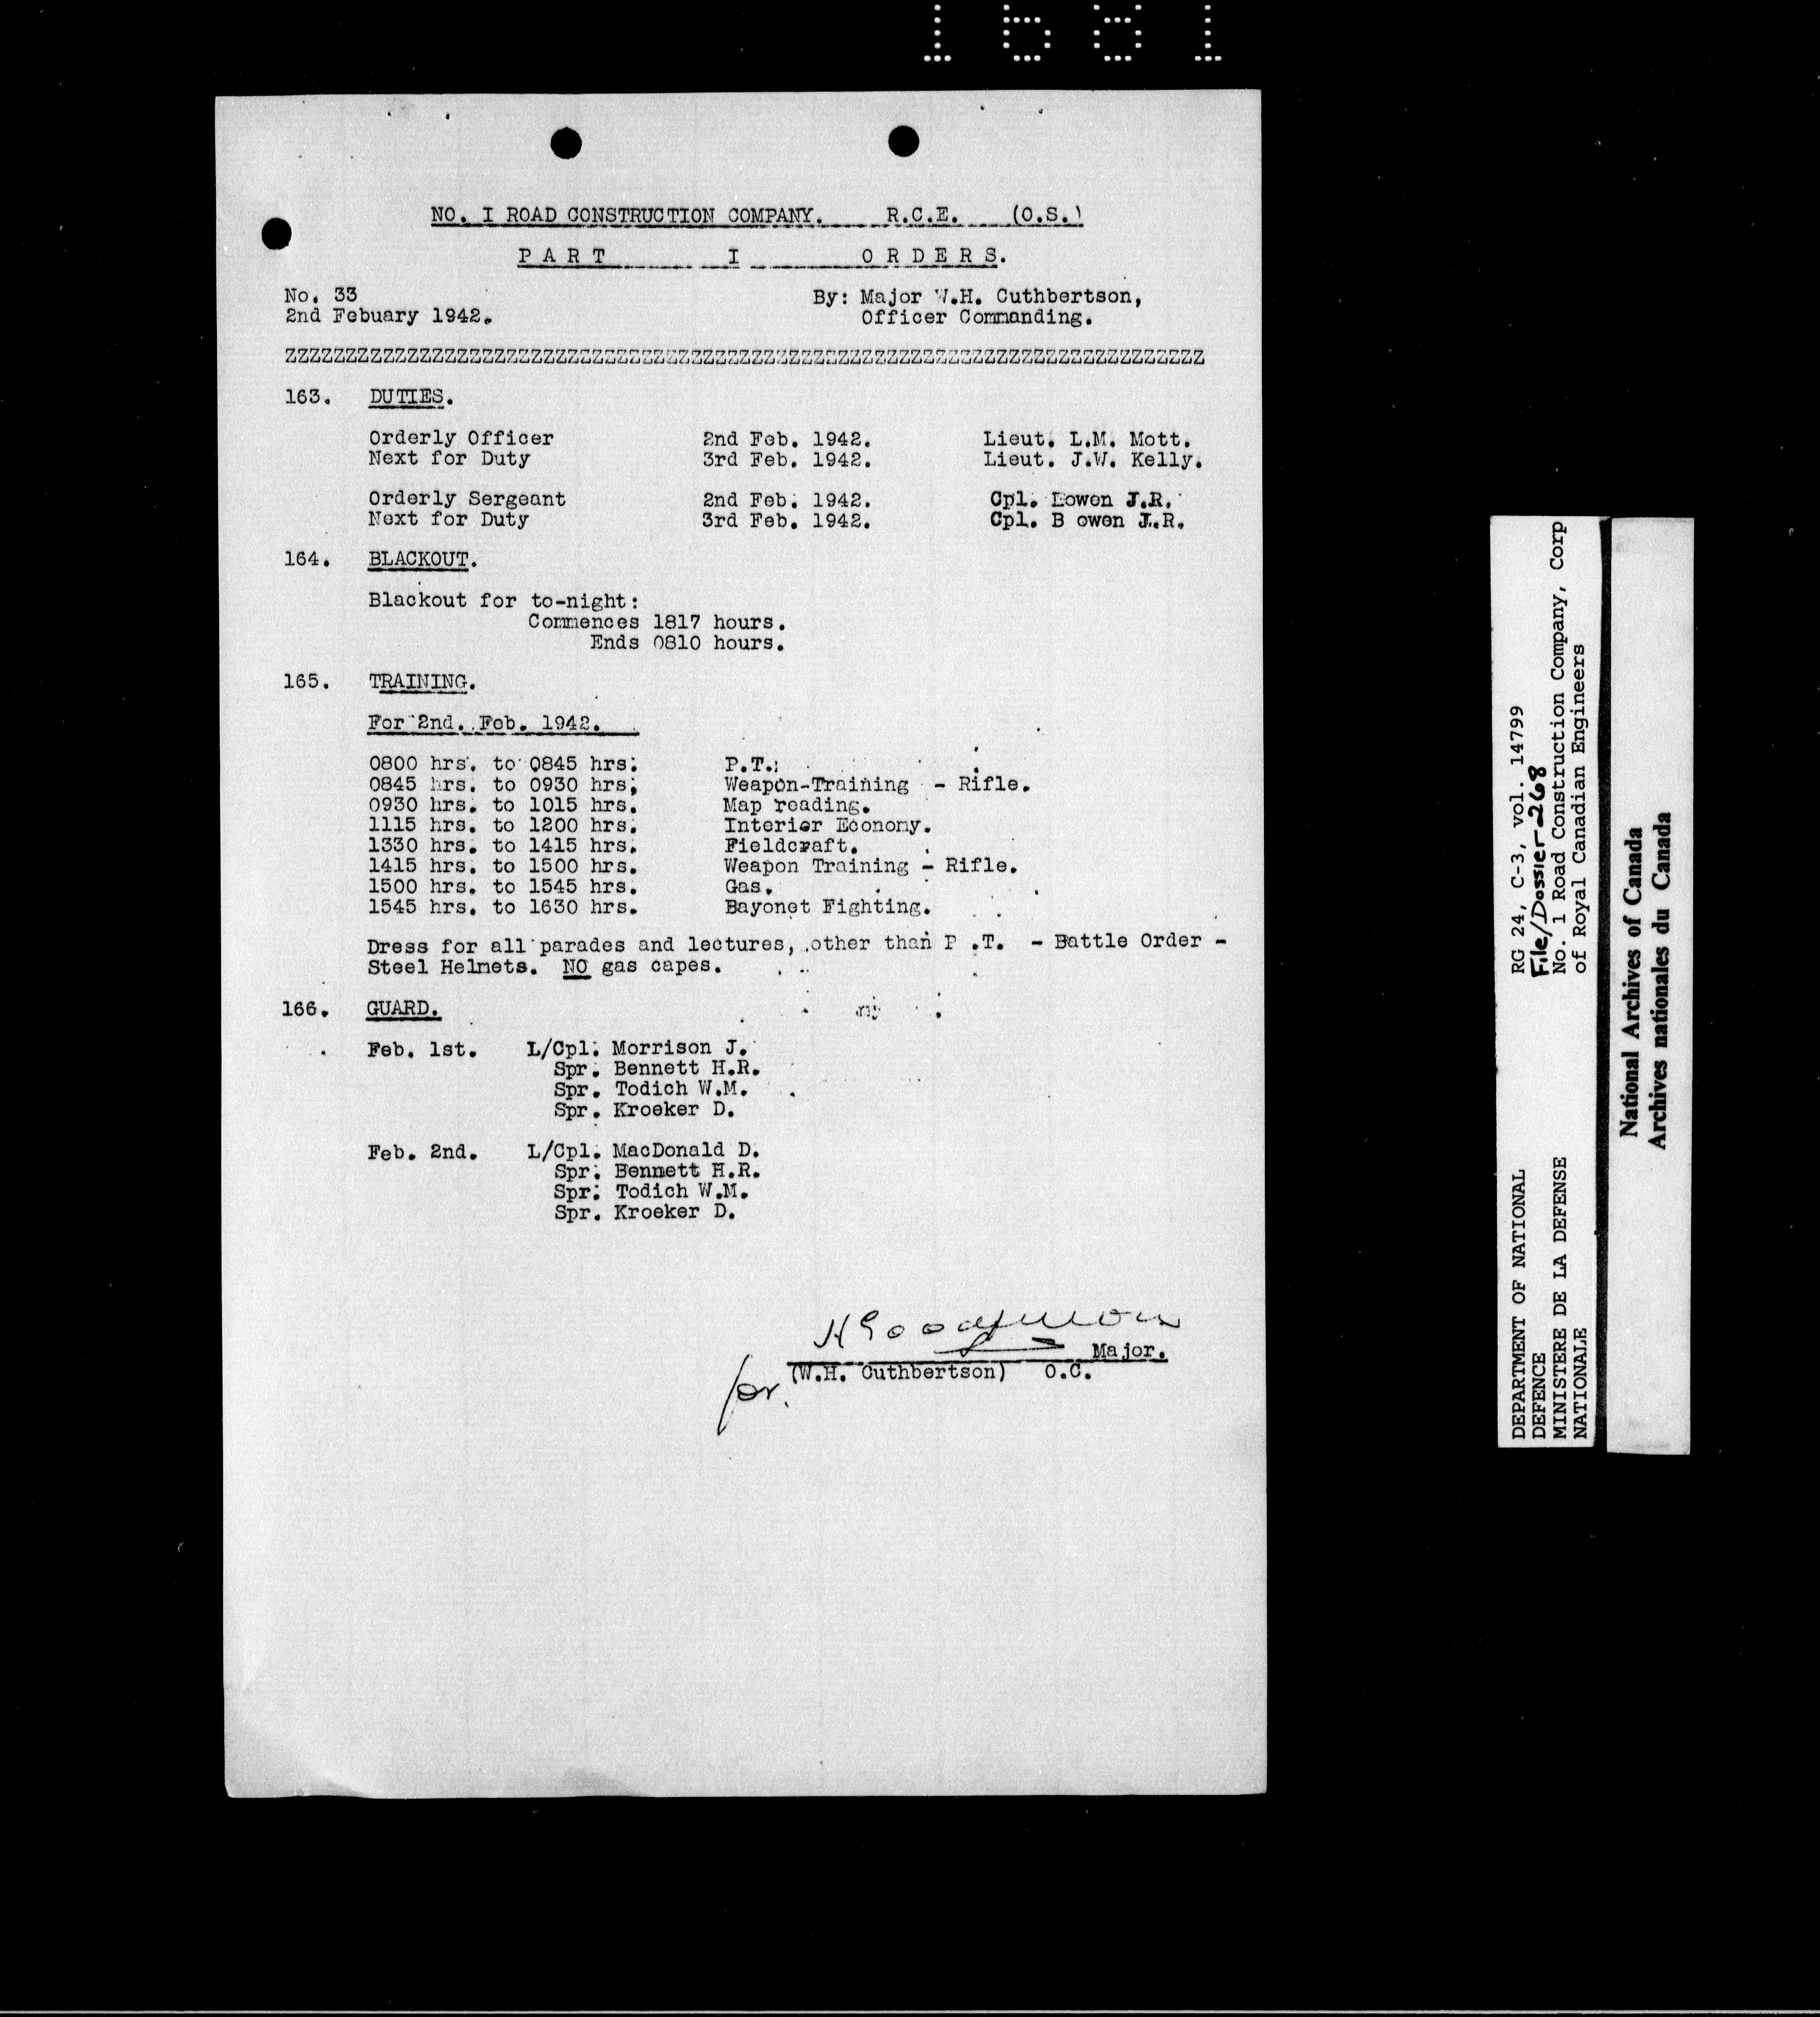 NO. I ROAD CONSTRUCTION COMPANY. R.C.E. (O.S.)
PART I ORDERS.
No. 33 By: Major W.H. Cuthbertson,
2nd Febuary 1942. Officer Commanding.
ZZZZZZZZZZZZZZZZZZZZZZZZZZZZZZZZZZZZZZZZZZZZZZZZZZZZZZZZZZZZZZZZZZZZZZZZZZZ
163. DUTIES.
Orderly Officer 2nd Feb. 1942. Lieut. L.M. Mott.
Next for Duty 3rd Feb. 1942. Lieut. J.W. Kelly.
Orderly Sergeant 2nd Feb. 1942. Cpl. Bowen J.R.
Next for Duty 3rd Feb. 1942. Cpl. B owen J.R.
164. BLACKOUT.
Blackout for to-night:
Commences 1817 hours.
Ends 0810 hours.
165. TRAINING.
For 2nd. Feb. 1942.
0800 hrs. to 0845 hrs. P.T.
0845 hrs. to 0930 hrs. Weapon-Training - Rifle.
0930 hrs. to 1015 hrs. Map reading.
1115 hrs. to 1200 hrs. Interior Economy.
1330 hrs. to 1415 hrs. Fieldcraft.
1415 hrs. to 1500 hrs. Weapon Training - Rifle.
1500 hrs. to 1545 hrs. Gas.
1545 hrs. to 1630 hrs. Bayonet Fighting.
Dress for all parades and lectures, other than P .T. - Battle Order -
Steel Helmets. NO gas capes.
166. GUARD.
Feb. 1st. L/Cpl. Morrison J.
Spr. Bennett H.R.
Spr. Todich W.M.
Spr. Kroeker D.
Feb. 2nd. L/Cpl. MacDonald D.
Spr. Bennett H.R.
Spr. Todich W.M.
Spr. Kroeker D.
Major.
for. (W.H. Cuthbertson) O.C.
RG 24, C-3, vol. 14799
File/Dossier-268
No. 1 Road Construction Company, Corp
of Royal Canadian Engineers
DEPARTMENT OF NATIONAL
DEFENCE
MINISTERE DE LA DEFENSE
NATIONALE
National Archives of Canada
Archives nationales du Canada